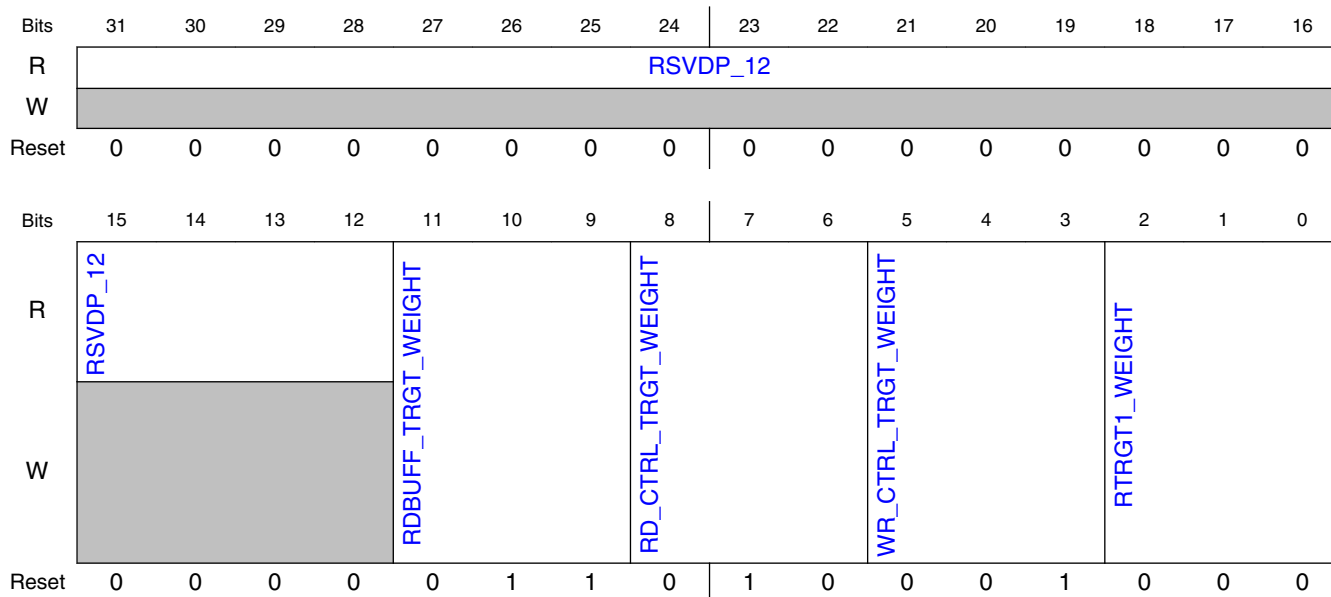 Bits 31 30 29 28 27 26 25 24 23 22 21 20 19 18 17 16
R RSVDP_12
W
Reset 0 0 0 0 0 0 0 0 0 0 0 0 0 0 0 0
Bits 15 14 13 12 11 10 9 8 7 6 5 4 3 2 1 0
R
W
RSVDP_12
RDBUFF_TRGT_WEIGHT
RD_CTRL_TRGT_WEIGHT
WR_CTRL_TRGT_WEIGHT
RTRGT1_WEIGHT
Reset 0 0 0 0 0 1 1 0 1 0 0 0 1 0 0 0